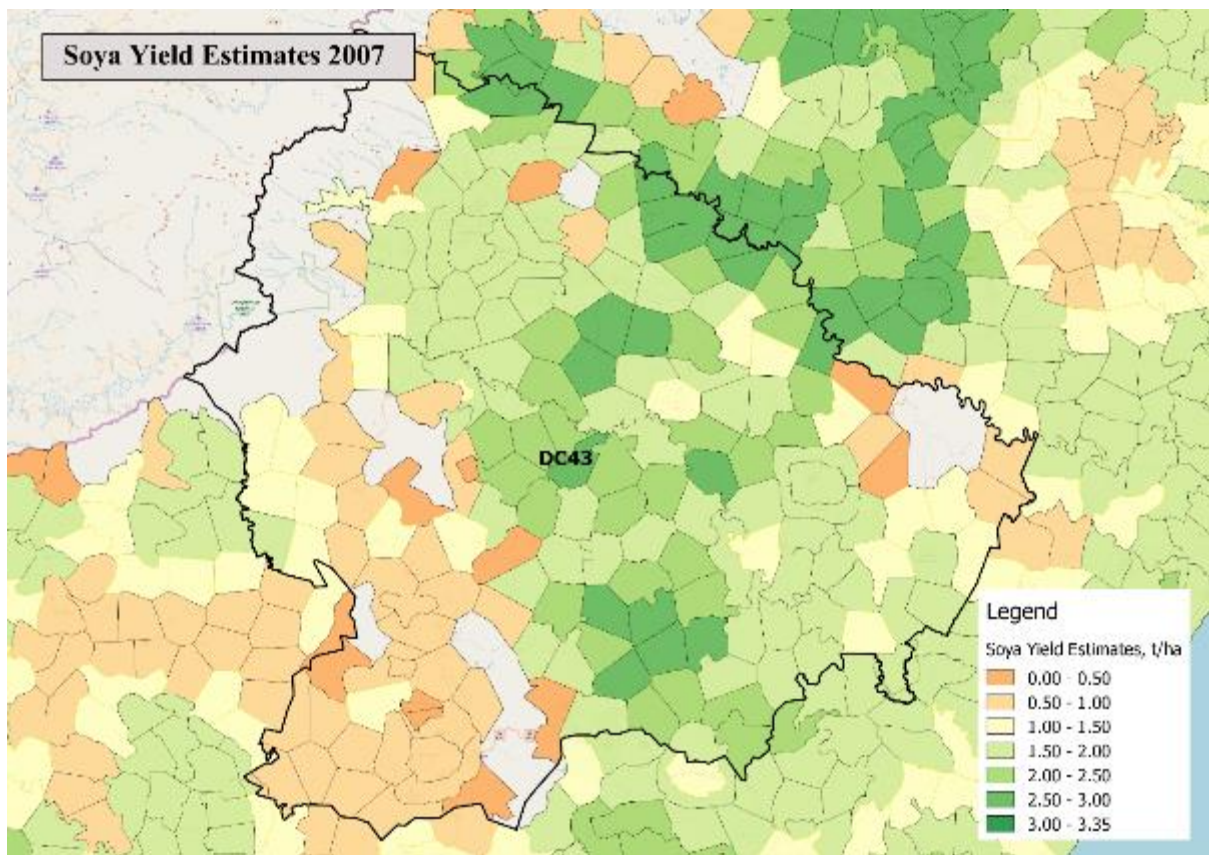 Soya Yield Estimates 2007
DC43
Legend
Soya Yield Estimates, t/ha
0.00 - 0.50
0.50 - 1.00
1.00 - 1.50
1.50 - 2.00
2.00 - 2.50
2.50 - 3.00
3.00 - 3.35